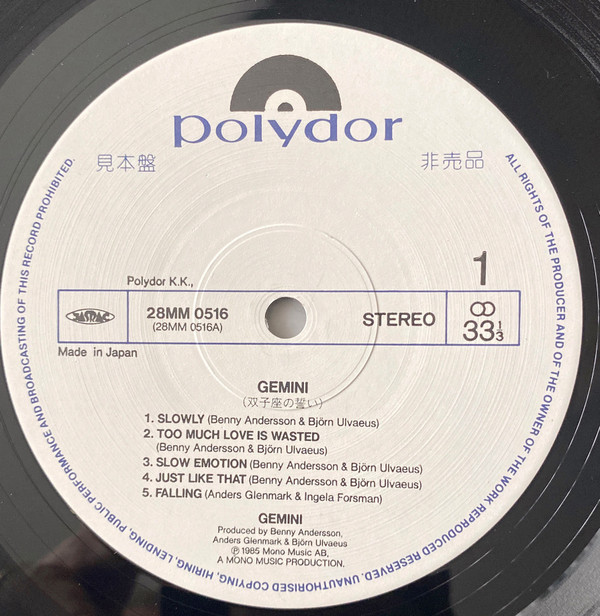 polydor
見本盤
非売品
Polydor K.K.,
1
JASRAC
28MM 0516
(28MM 0516A)
STEREO
33 1/3
Made in Japan
GEMINI
(双子座の誓い)
1. SLOWLY (Benny Andersson & Björn Ulvaeus)
2. TOO MUCH LOVE IS WASTED
(Benny Andersson & Björn Ulvaeus)
3. SLOW EMOTION (Benny Andersson & Björn Ulvaeus)
4. JUST LIKE THAT (Benny Andersson & Björn Ulvaeus)
5. FALLING (Anders Glenmark & Ingela Forsman)
GEMINI
Produced by Benny Andersson,
Anders Glenmark & Björn Ulvaeus
Ⓟ 1985 Mono Music AB,
A MONO MUSIC PRODUCTION.
ALL RIGHTS OF THE PRODUCER AND OF THE OWNER OF THE WORK REPRODUCED RESERVED. UNAUTHORISED COPYING, HIRING, LENDING, PUBLIC PERFORMANCE AND BROADCASTING OF THIS RECORD PROHIBITED.